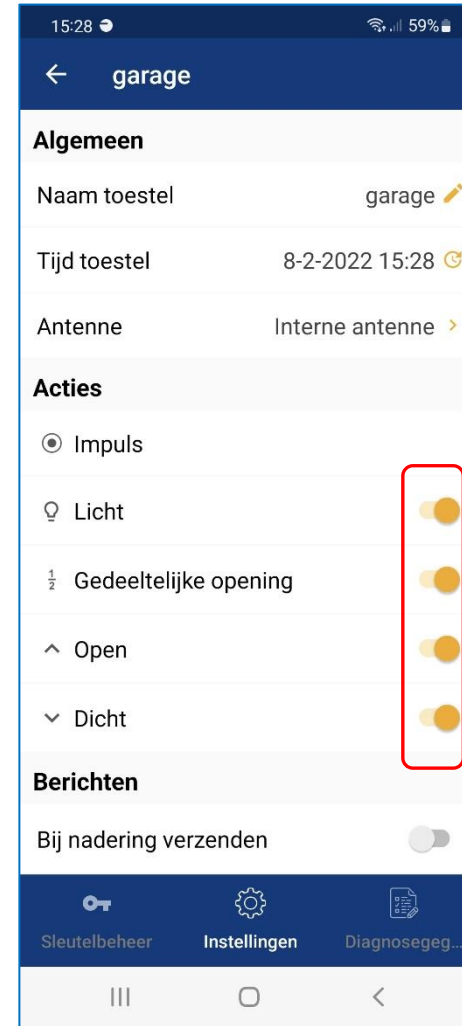 15:28 59%
garage
Algemeen
Naam toestel garage
Tijd toestel 8-2-2022 15:28
Antenne Interne antenne
Acties
Impuls
Licht
1/2 Gedeeltelijke opening
Open
Dicht
Berichten
Bij nadering verzenden
Sleutelbeheer Instellingen Diagnosegeg...